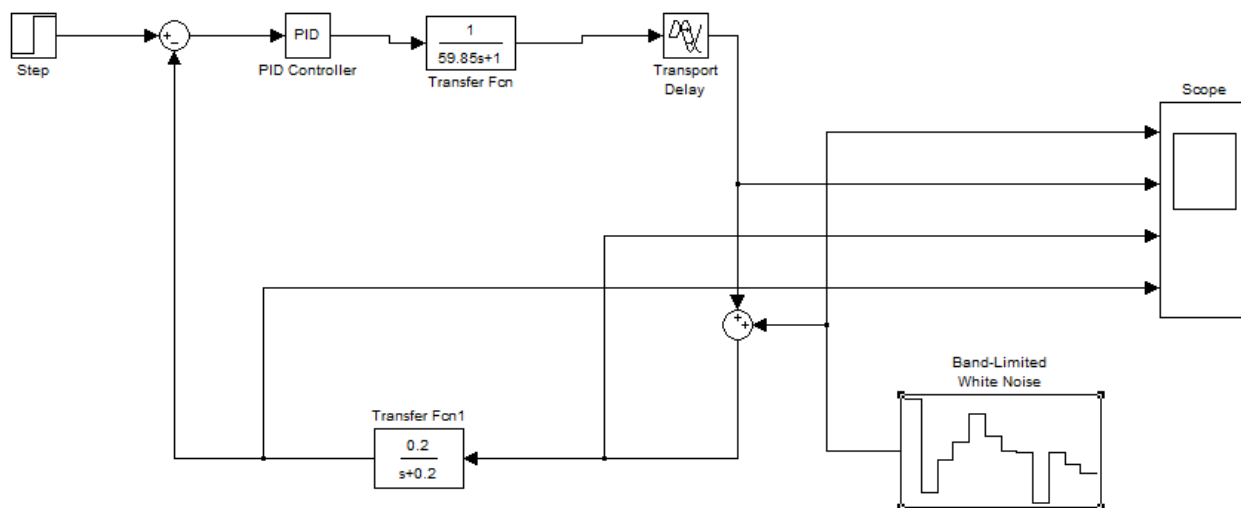 Step
PID
PID Controller
1
59.85s+1
Transfer Fcn
Transport
Delay
Scope
Band-Limited
White Noise
Transfer Fcn1
0.2
s+0.2